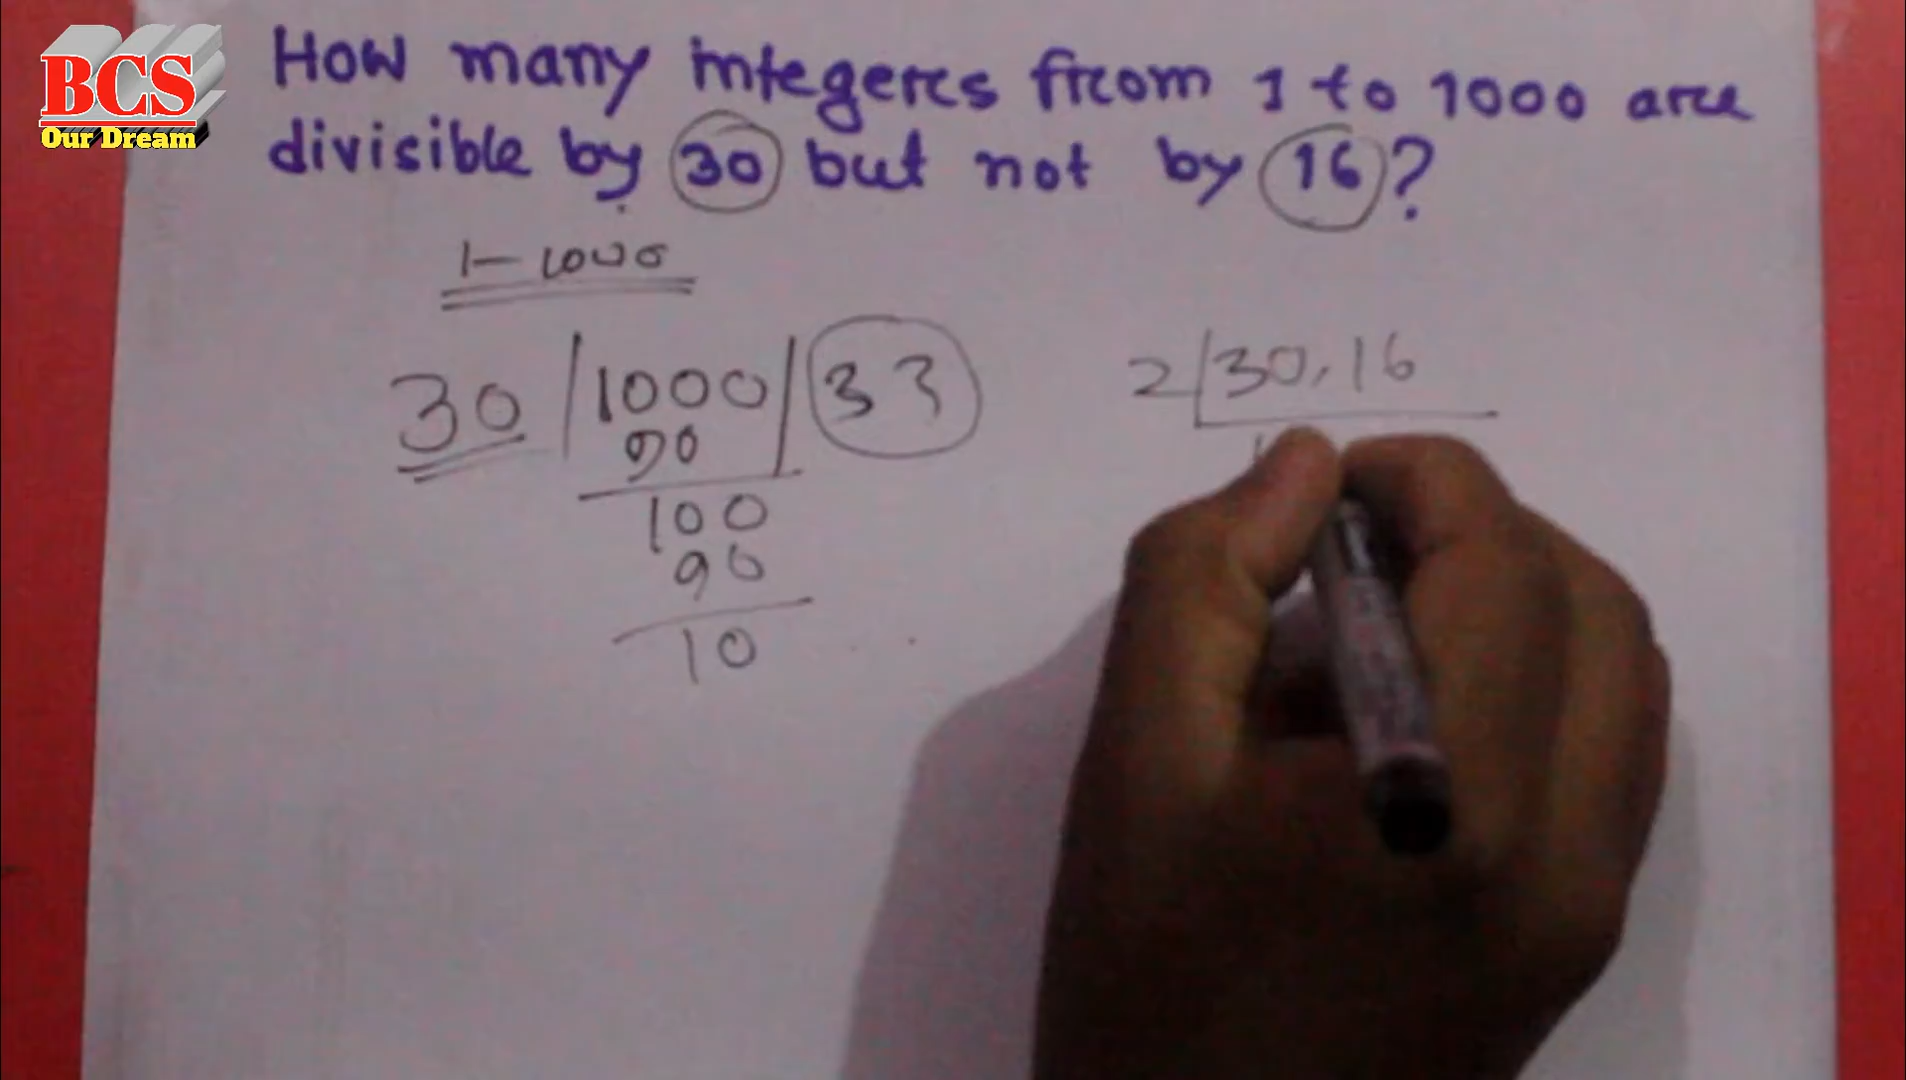 BCS
Our Dream
How many integers from 1 to 1000 are
divisible by 30 but not by 16?
1-1000
30 | 1000 | 33
90
100
90
10
2 | 30, 16